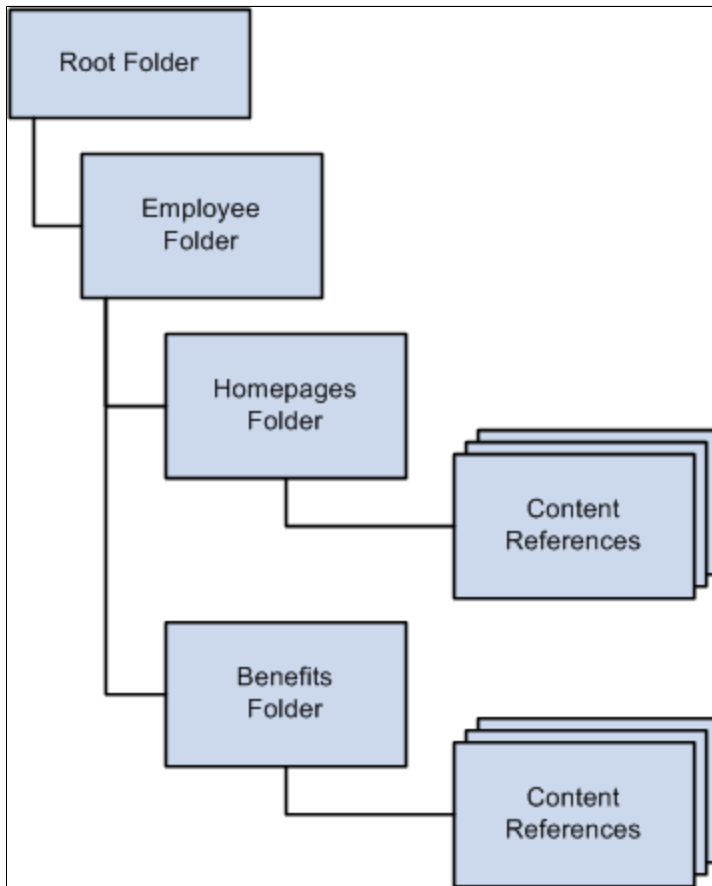 Root Folder
Employee
Folder
Homepages
Folder
Content
References
Benefits
Folder
Content
References